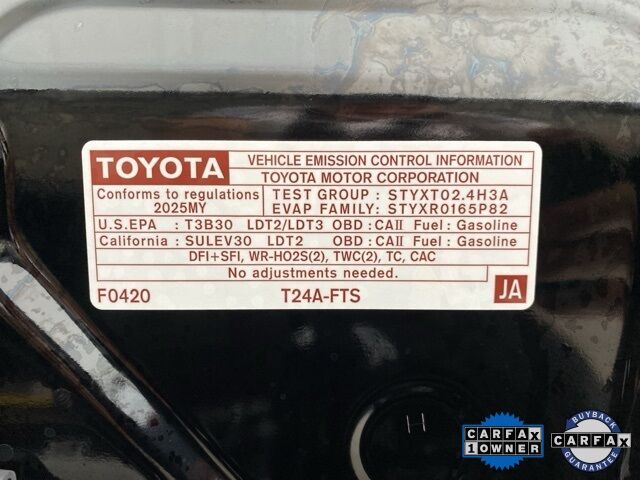 TOYOTA
VEHICLE EMISSION CONTROL INFORMATION
TOYOTA MOTOR CORPORATION
Conforms to regulations
2025MY
TEST GROUP : STYXT02.4H3A
EVAP FAMILY: STYXR0165P82
U.S.EPA : T3B30 LDT2/LDT3 OBD : CAII Fuel : Gasoline
California : SULEV30 LDT2 OBD : CAII Fuel : Gasoline
DFI+SFI, WR-HO2S(2), TWC(2), TC, CAC
No adjustments needed.
F0420 T24A-FTS JA
H
CARFAX
1 OWNER
BUYBACK
CARFAX
GUARANTEE